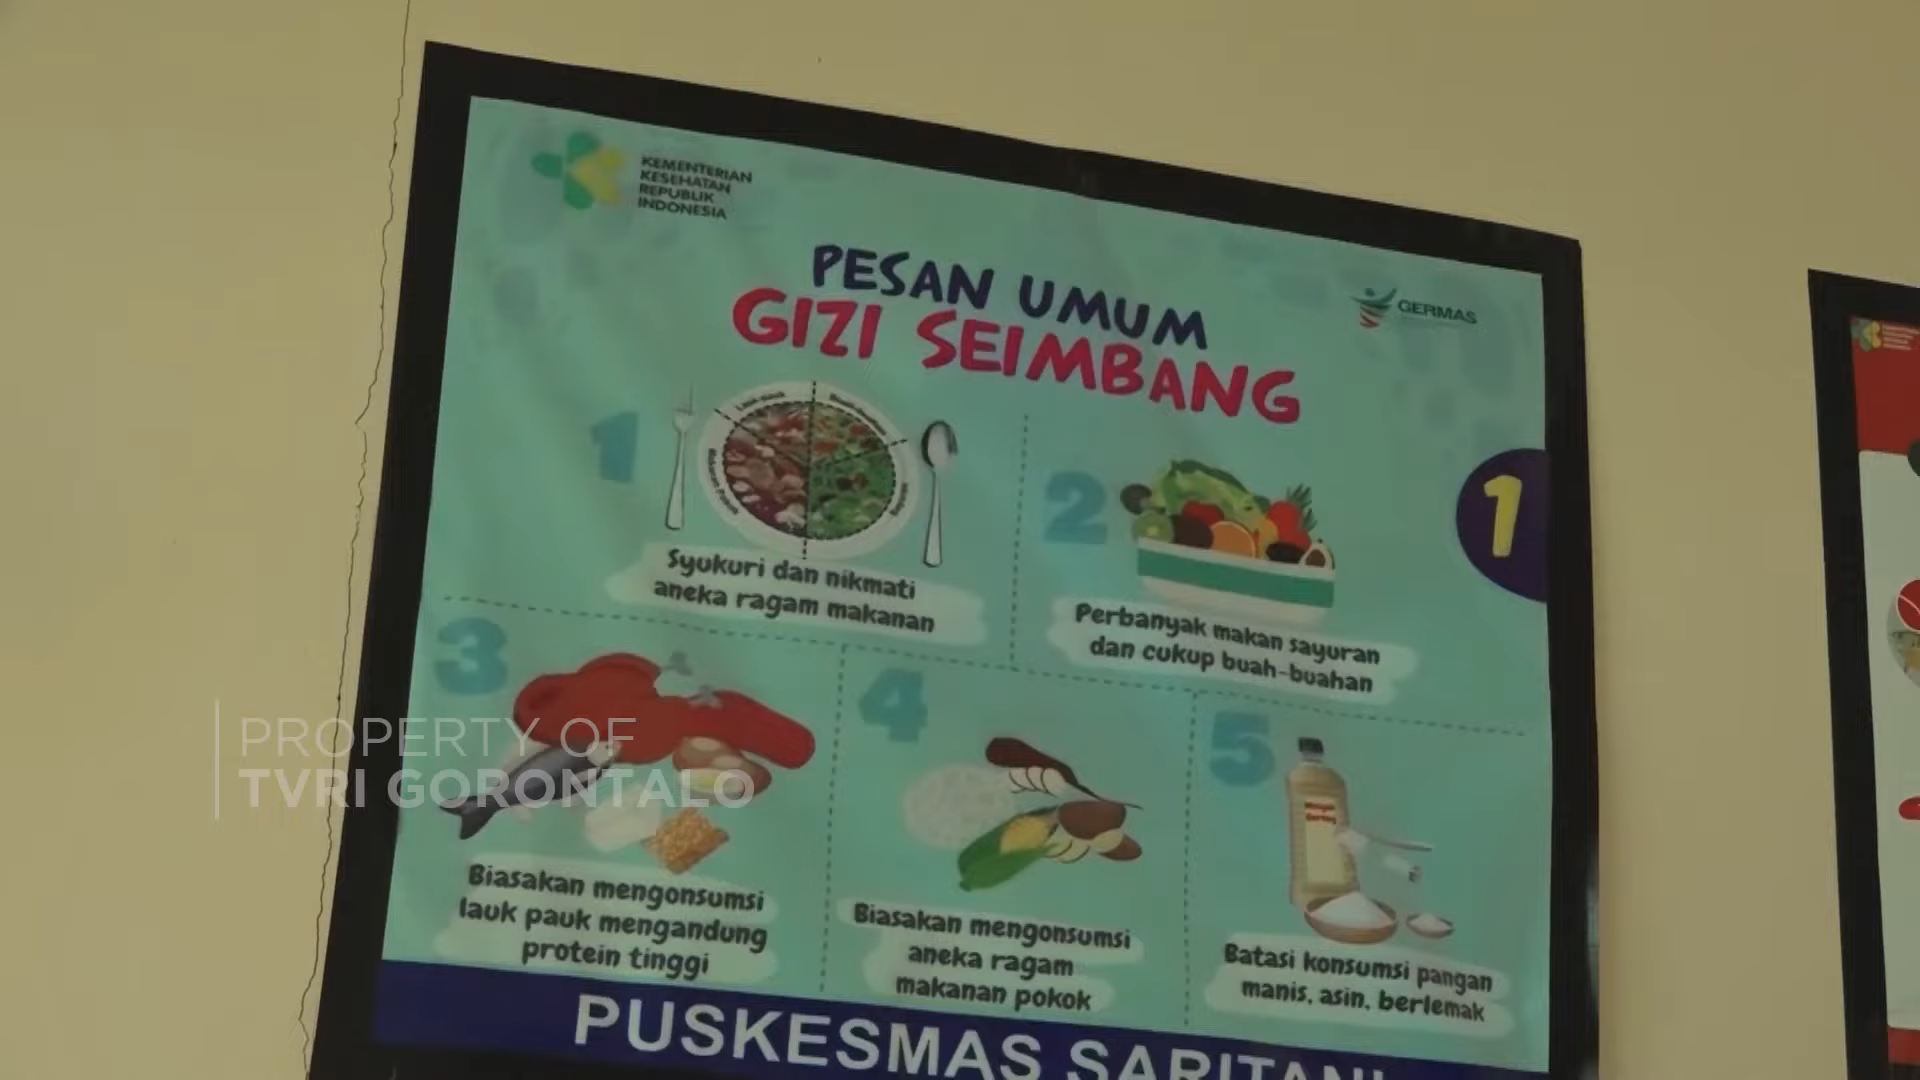 KEMENTERIAN
KESEHATAN
REPUBLIK
INDONESIA
PESAN UMUM
GIZI SEIMBANG
GERMAS
1
1
Syukuri dan nikmati
aneka ragam makanan
2
Perbanyak makan sayuran
dan cukup buah-buahan
3
Biasakan mengonsumsi
lauk pauk mengandung
protein tinggi
4
Biasakan mengonsumsi
aneka ragam
makanan pokok
5
Batasi konsumsi pangan
manis, asin, berlemak
PUSKESMAS SARITANI
PROPERTY OF
TVRI GORONTALO